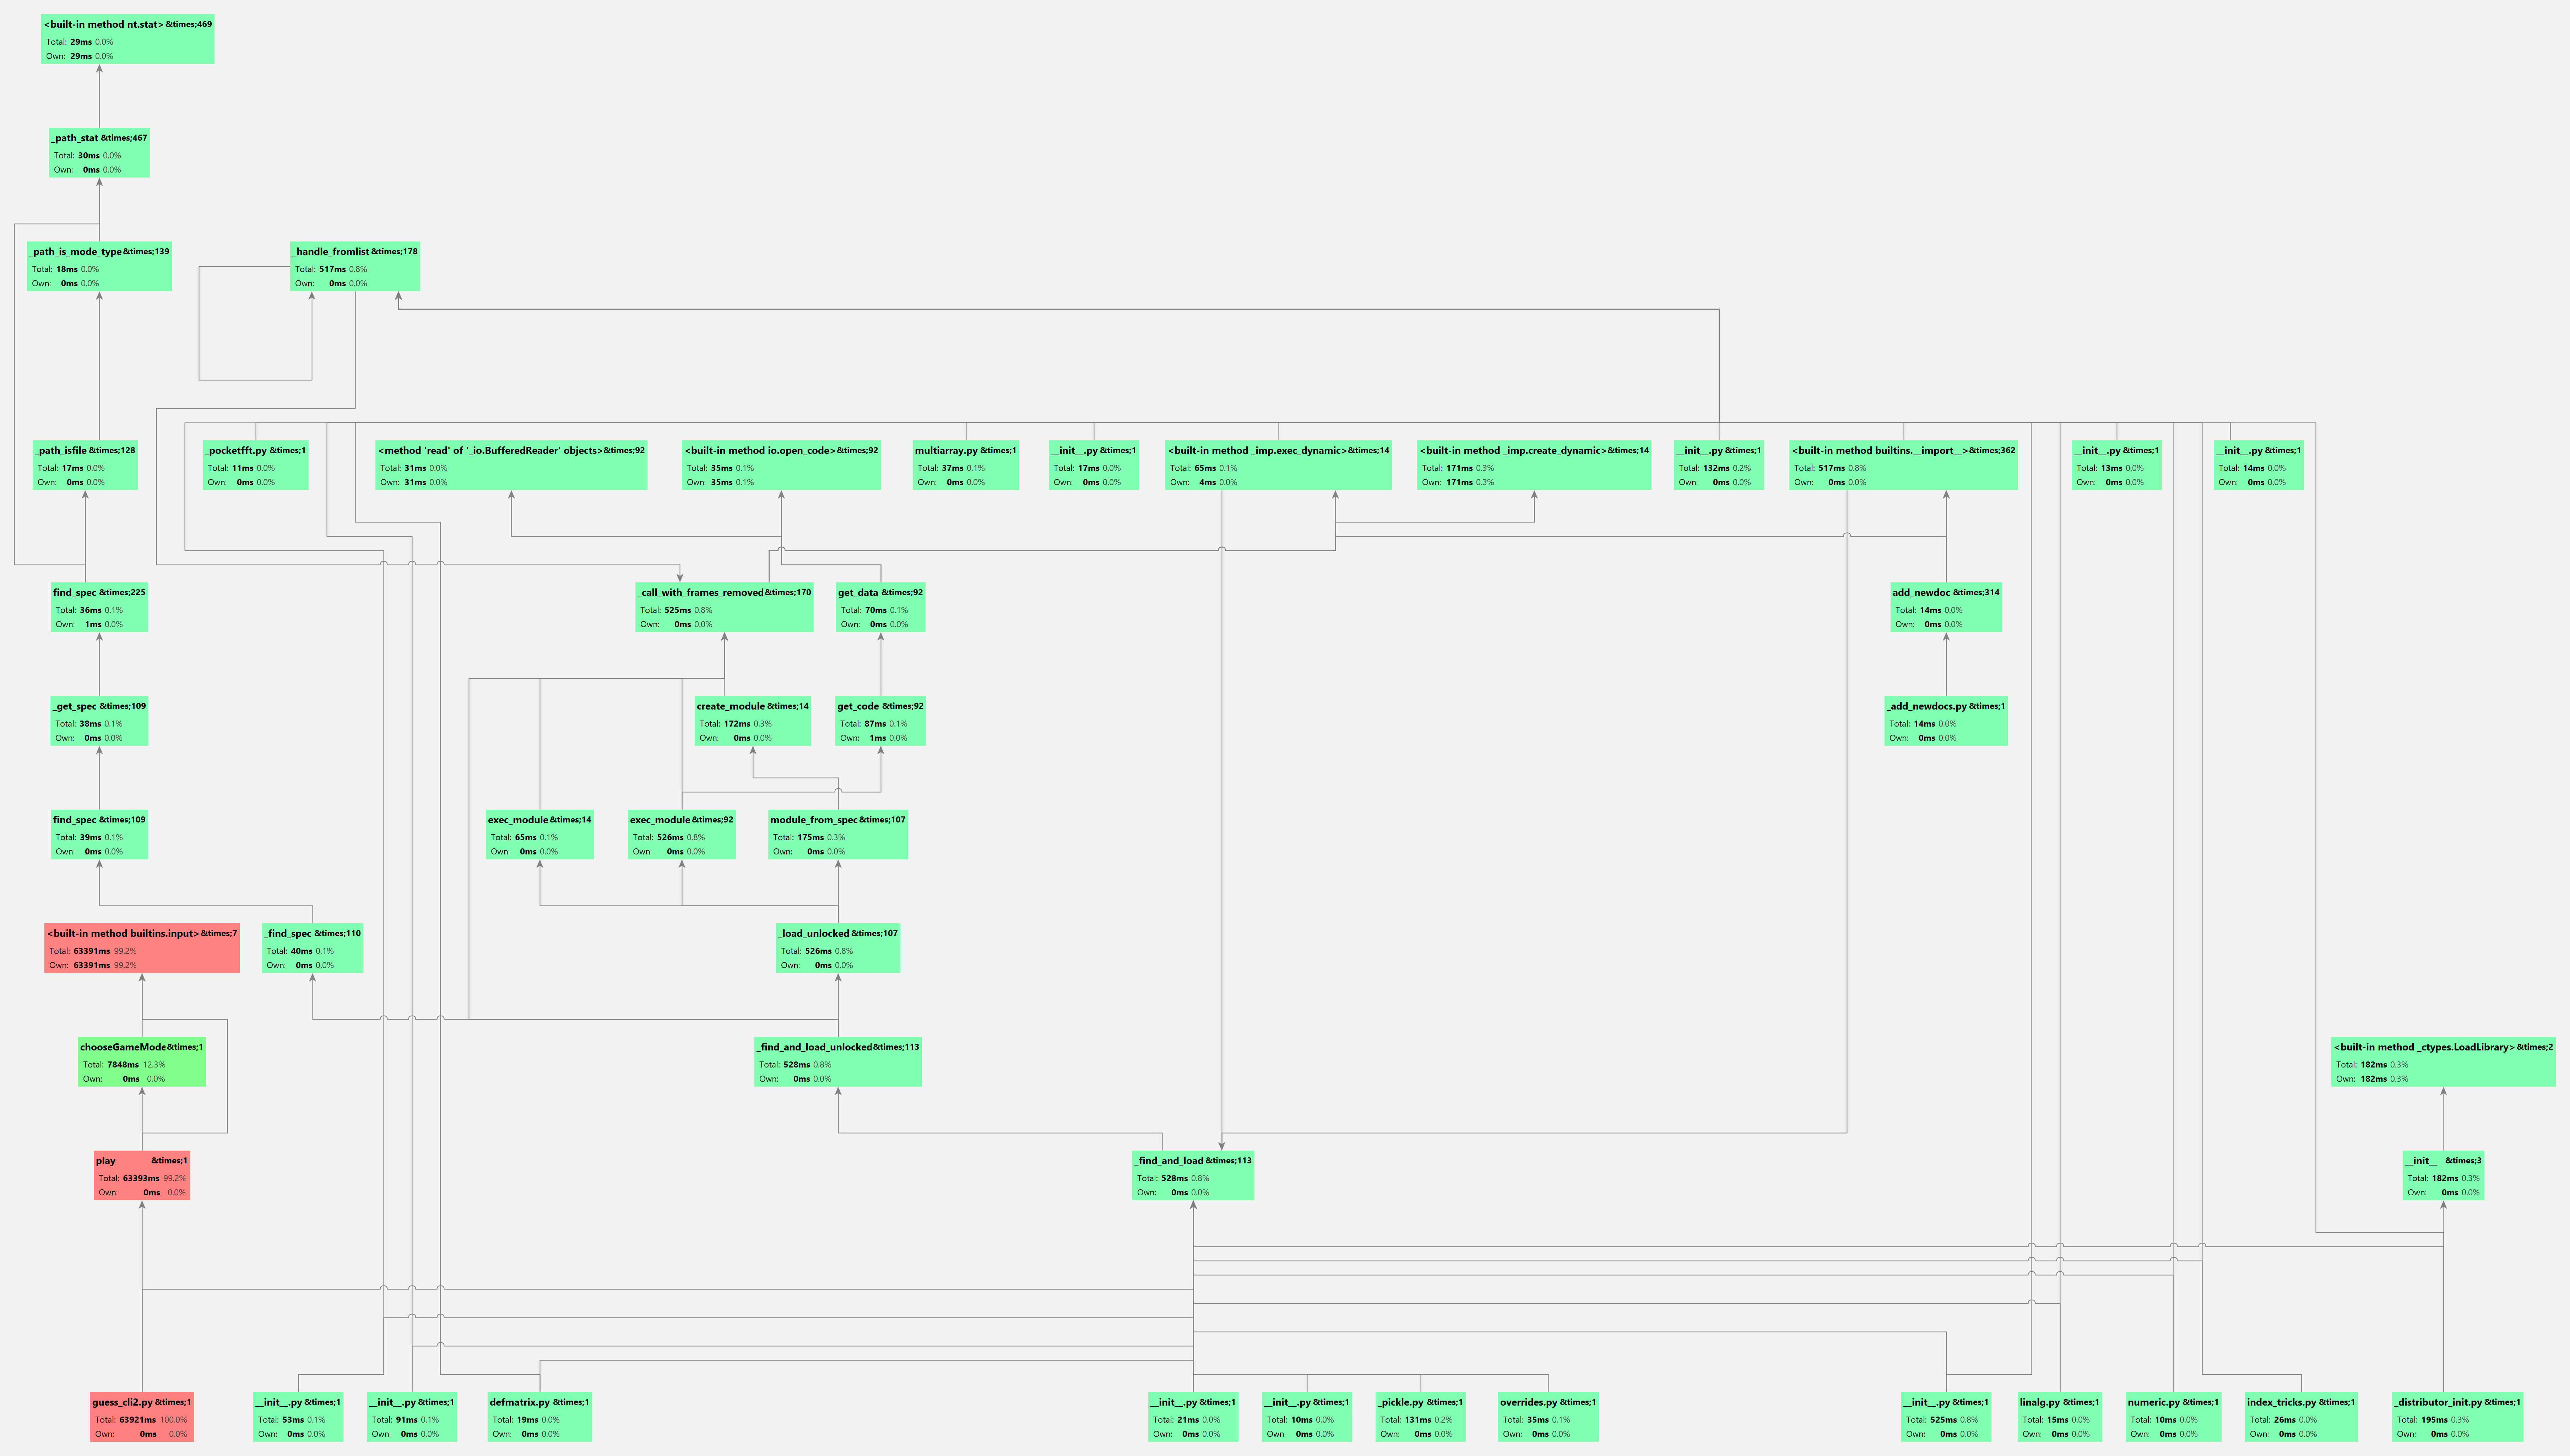 <built-in method nt.stat> &times;469
Total: 29ms 0.0%
Own: 29ms 0.0%
_path_stat &times;467
Total: 30ms 0.0%
Own: 0ms 0.0%
_path_is_mode_type &times;139
Total: 18ms 0.0%
Own: 0ms 0.0%
_handle_fromlist &times;178
Total: 517ms 0.8%
Own: 0ms 0.0%
_path_isfile &times;128
Total: 17ms 0.0%
Own: 0ms 0.0%
_pocketfft.py &times;1
Total: 11ms 0.0%
Own: 0ms 0.0%
<method 'read' of '_io.BufferedReader' objects> &times;92
Total: 31ms 0.0%
Own: 31ms 0.0%
<built-in method io.open_code> &times;92
Total: 35ms 0.1%
Own: 35ms 0.1%
multiarray.py &times;1
Total: 37ms 0.1%
Own: 0ms 0.0%
__init__.py &times;1
Total: 17ms 0.0%
Own: 0ms 0.0%
<built-in method _imp.exec_dynamic> &times;14
Total: 65ms 0.1%
Own: 4ms 0.0%
<built-in method _imp.create_dynamic> &times;14
Total: 171ms 0.3%
Own: 171ms 0.3%
__init__.py &times;1
Total: 132ms 0.2%
Own: 0ms 0.0%
<built-in method builtins.__import__> &times;362
Total: 517ms 0.8%
Own: 0ms 0.0%
__init__.py &times;1
Total: 13ms 0.0%
Own: 0ms 0.0%
__init__.py &times;1
Total: 14ms 0.0%
Own: 0ms 0.0%
find_spec &times;225
Total: 36ms 0.1%
Own: 1ms 0.0%
_call_with_frames_removed &times;170
Total: 525ms 0.8%
Own: 0ms 0.0%
get_data &times;92
Total: 70ms 0.1%
Own: 0ms 0.0%
add_newdoc &times;314
Total: 14ms 0.0%
Own: 0ms 0.0%
_get_spec &times;109
Total: 38ms 0.1%
Own: 0ms 0.0%
create_module &times;14
Total: 172ms 0.3%
Own: 0ms 0.0%
get_code &times;92
Total: 87ms 0.1%
Own: 1ms 0.0%
_add_newdocs.py &times;1
Total: 14ms 0.0%
Own: 0ms 0.0%
find_spec &times;109
Total: 39ms 0.1%
Own: 0ms 0.0%
exec_module &times;14
Total: 65ms 0.1%
Own: 0ms 0.0%
exec_module &times;92
Total: 526ms 0.8%
Own: 0ms 0.0%
module_from_spec &times;107
Total: 175ms 0.3%
Own: 0ms 0.0%
<built-in method builtins.input> &times;7
Total: 63391ms 99.2%
Own: 63391ms 99.2%
_find_spec &times;110
Total: 40ms 0.1%
Own: 0ms 0.0%
_load_unlocked &times;107
Total: 526ms 0.8%
Own: 0ms 0.0%
chooseGameMode &times;1
Total: 7848ms 12.3%
Own: 0ms 0.0%
_find_and_load_unlocked &times;113
Total: 528ms 0.8%
Own: 0ms 0.0%
<built-in method _ctypes.LoadLibrary> &times;2
Total: 182ms 0.3%
Own: 182ms 0.3%
play &times;1
Total: 63393ms 99.2%
Own: 0ms 0.0%
_find_and_load &times;113
Total: 528ms 0.8%
Own: 0ms 0.0%
__init__ &times;3
Total: 182ms 0.3%
Own: 0ms 0.0%
guess_cli2.py &times;1
Total: 63921ms 100.0%
Own: 0ms 0.0%
__init__.py &times;1
Total: 53ms 0.1%
Own: 0ms 0.0%
__init__.py &times;1
Total: 91ms 0.1%
Own: 0ms 0.0%
defmatrix.py &times;1
Total: 19ms 0.0%
Own: 0ms 0.0%
__init__.py &times;1
Total: 21ms 0.0%
Own: 0ms 0.0%
__init__.py &times;1
Total: 10ms 0.0%
Own: 0ms 0.0%
_pickle.py &times;1
Total: 131ms 0.2%
Own: 0ms 0.0%
overrides.py &times;1
Total: 35ms 0.1%
Own: 0ms 0.0%
__init__.py &times;1
Total: 525ms 0.8%
Own: 0ms 0.0%
linalg.py &times;1
Total: 15ms 0.0%
Own: 0ms 0.0%
numeric.py &times;1
Total: 10ms 0.0%
Own: 0ms 0.0%
index_tricks.py &times;1
Total: 26ms 0.0%
Own: 0ms 0.0%
_distributor_init.py &times;1
Total: 195ms 0.3%
Own: 0ms 0.0%